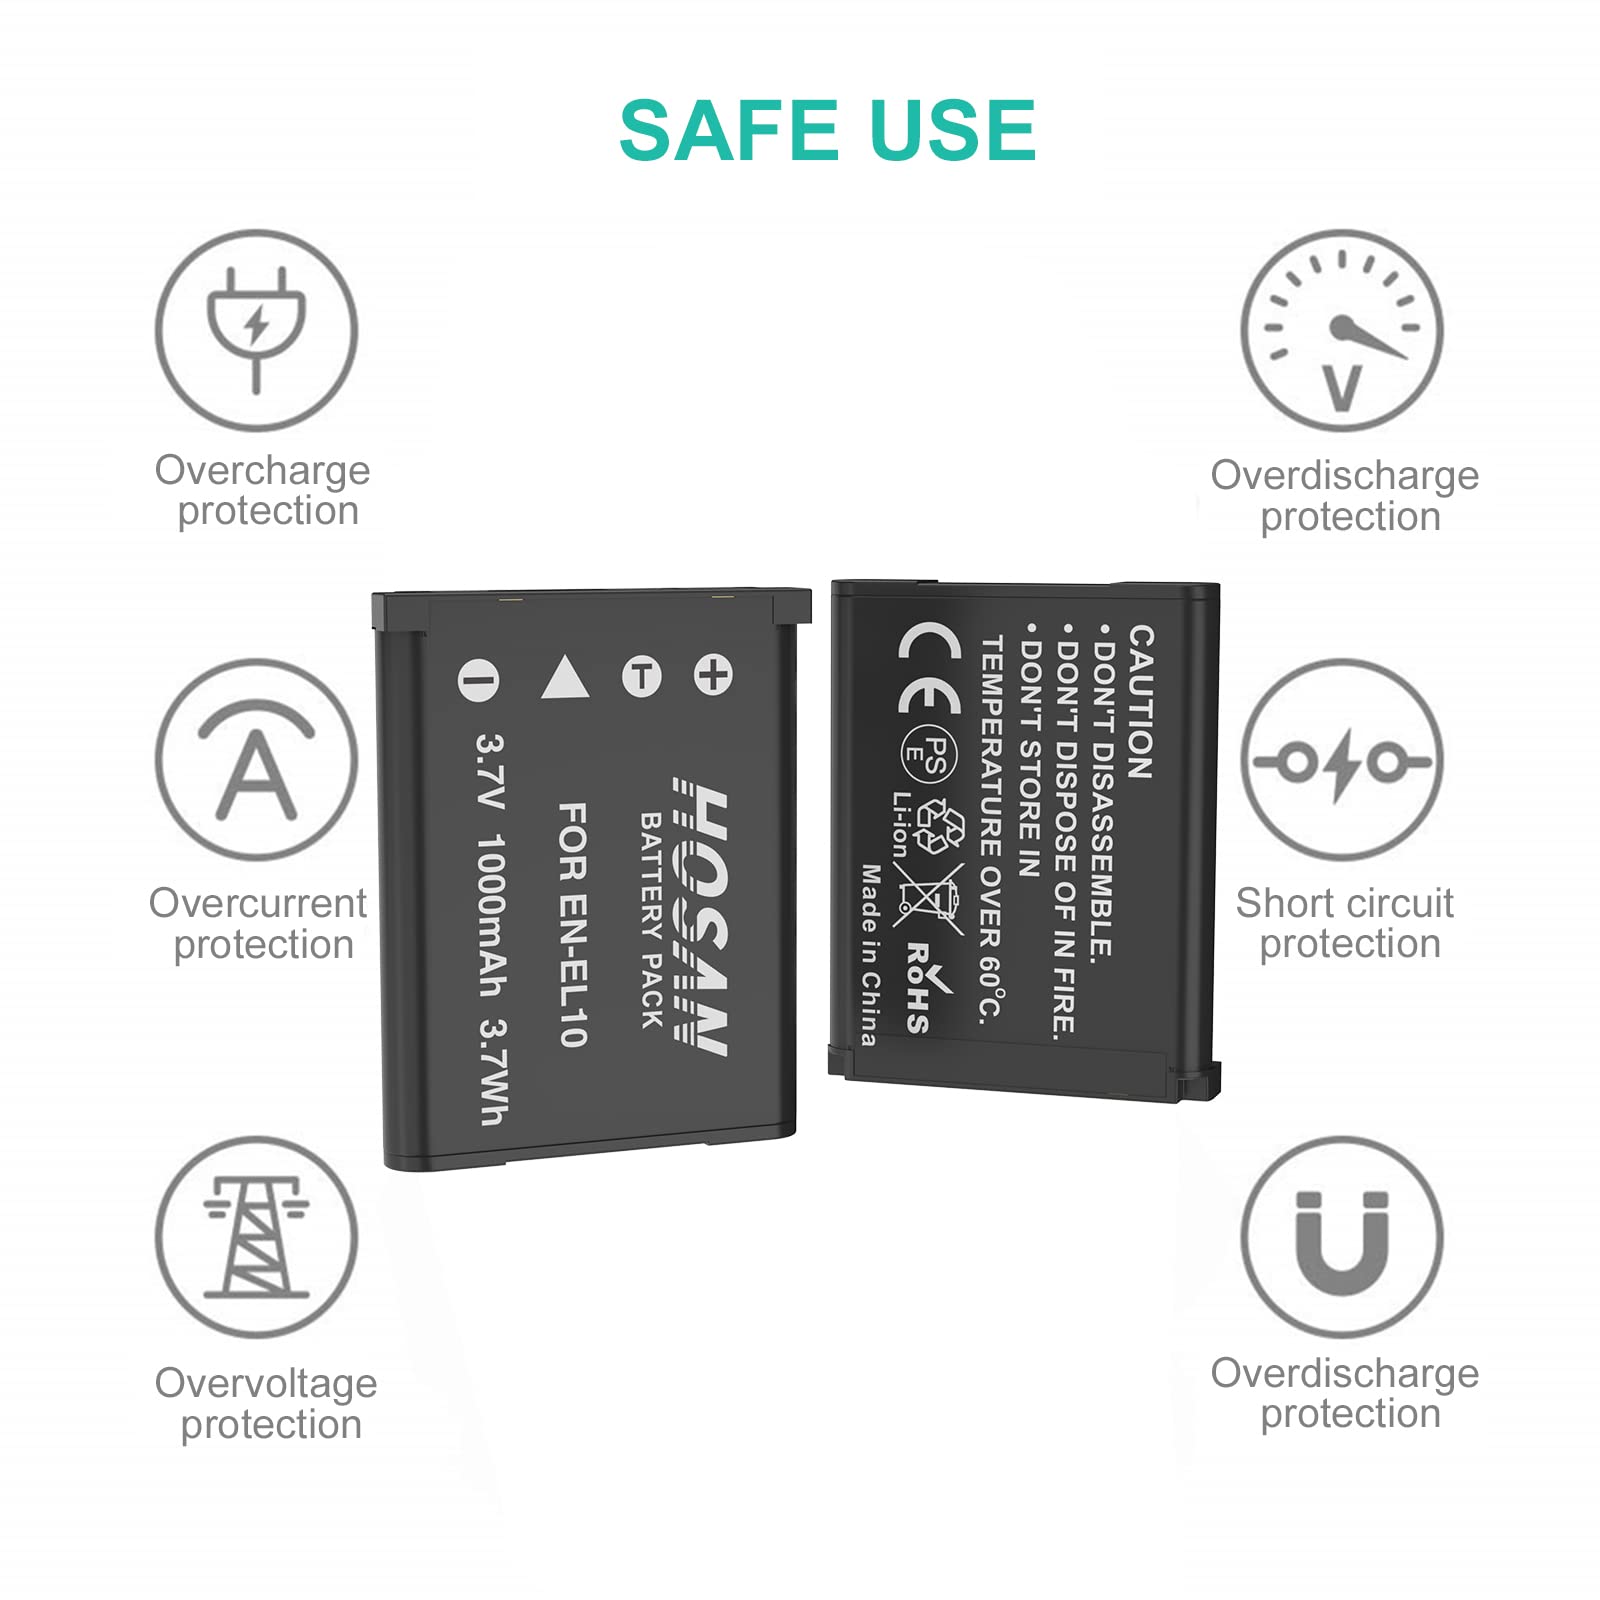 SAFE USE
Overcharge
protection
Overdischarge
protection
Overcurrent
protection
Short circuit
protection
Overvoltage
protection
Overdischarge
protection
A
V
HOSAN
BATTERY PACK
FOR EN-EL10
3.7V 1000mAh 3.7Wh
T
CAUTION
• DON'T DISASSEMBLE.
• DON'T DISPOSE OF IN FIRE.
• DON'T STORE IN
TEMPERATURE OVER 60°C.
CE PS E Li-ion RoHS
Made in China